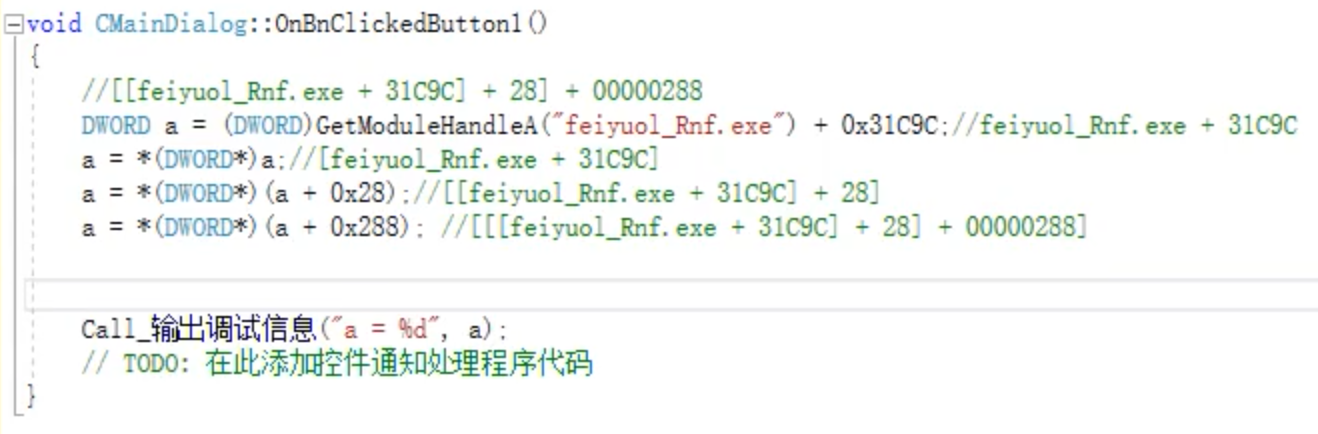 void CMainDialog::OnBnClickedButton1()
{
//[[feiyuol_Rnf.exe + 31C9C] + 28] + 00000288
DWORD a = (DWORD)GetModuleHandleA("feiyuol_Rnf.exe") + 0x31C9C;//feiyuol_Rnf.exe + 31C9C
a = *(DWORD*)a;//[feiyuol_Rnf.exe + 31C9C]
a = *(DWORD*)(a + 0x28);//[[feiyuol_Rnf.exe + 31C9C] + 28]
a = *(DWORD*)(a + 0x288); //[[[feiyuol_Rnf.exe + 31C9C] + 28] + 00000288]
Call_输出调试信息("a = %d", a);
// TODO: 在此添加控件通知处理程序代码
}